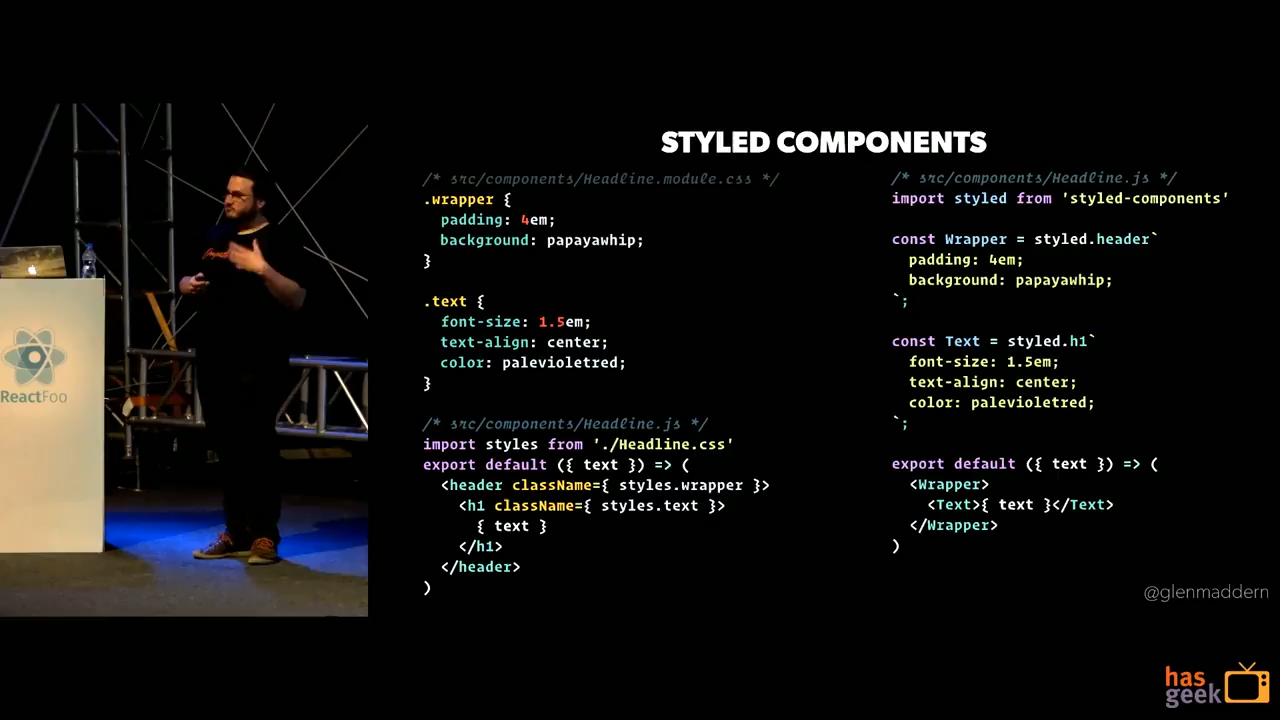 STYLED COMPONENTS
/* src/components/Headline.module.css */
.wrapper {
  padding: 4em;
  background: papayawhip;
}

.text {
  font-size: 1.5em;
  text-align: center;
  color: palevioletred;
}

/* src/components/Headline.js */
import styles from './Headline.css'
export default ({ text }) => (
  <header className={ styles.wrapper }>
    <h1 className={ styles.text }>
      { text }
    </h1>
  </header>
)
/* src/components/Headline.js */
import styled from 'styled-components'

const Wrapper = styled.header`
  padding: 4em;
  background: papayawhip;
`;

const Text = styled.h1`
  font-size: 1.5em;
  text-align: center;
  color: palevioletred;
`;

export default ({ text }) => (
  <Wrapper>
    <Text>{ text }</Text>
  </Wrapper>
)
@glenmaddern
ReactFoo
has
geek